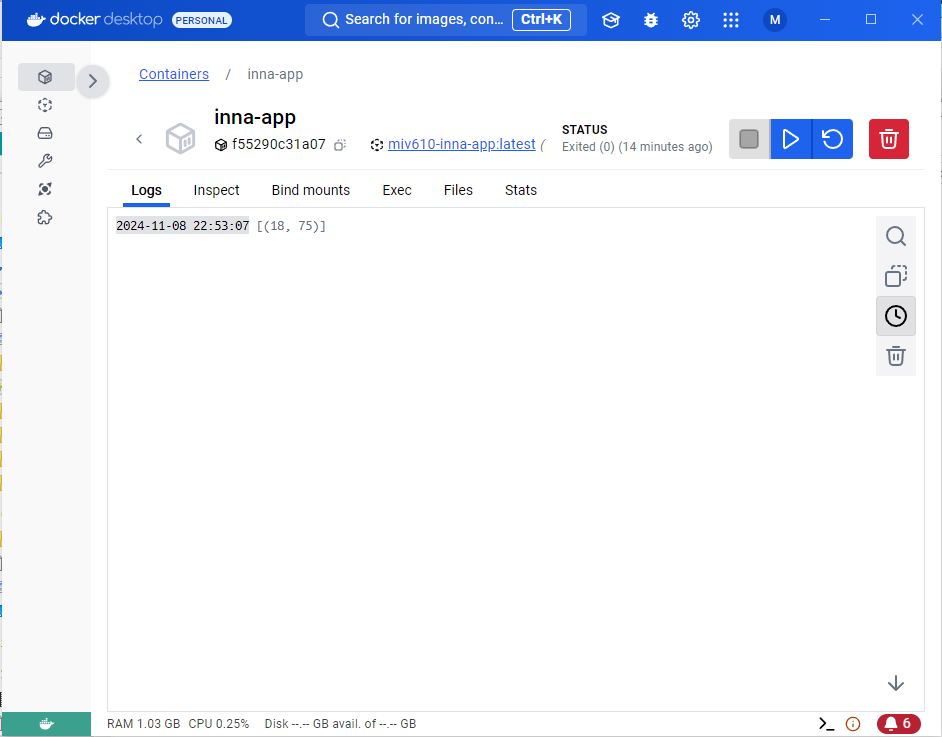 docker desktop PERSONAL Search for images, con... Ctrl+K M
Containers / inna-app
inna-app
f55290c31a07 miv610-inna-app:latest (
STATUS
Exited (0) (14 minutes ago)
Logs Inspect Bind mounts Exec Files Stats
2024-11-08 22:53:07 [(18, 75)]
RAM 1.03 GB CPU 0.25% Disk --.-- GB avail. of --.-- GB 6